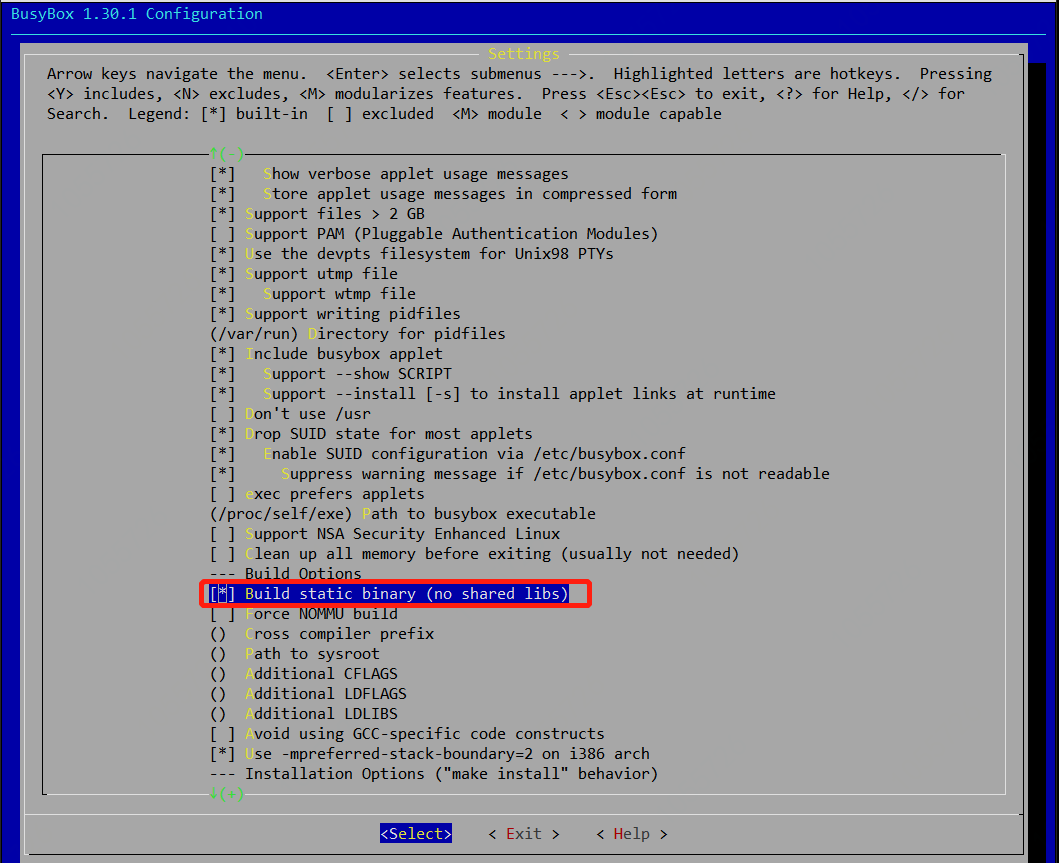 BusyBox 1.30.1 Configuration
Settings
Arrow keys navigate the menu.  <Enter> selects submenus --->.  Highlighted letters are hotkeys.  Pressing
<Y> includes, <N> excludes, <M> modularizes features.  Press <Esc><Esc> to exit, <?> for Help, </> for
Search.  Legend: [*] built-in  [ ] excluded  <M> module  < > module capable
↑(-)
[*]   Show verbose applet usage messages
[*]   Store applet usage messages in compressed form
[*] Support files > 2 GB
[ ] Support PAM (Pluggable Authentication Modules)
[*] Use the devpts filesystem for Unix98 PTYs
[*] Support utmp file
[*]   Support wtmp file
[*] Support writing pidfiles
(/var/run) Directory for pidfiles
[*] Include busybox applet
[*]   Support --show SCRIPT
[*]   Support --install [-s] to install applet links at runtime
[ ] Don't use /usr
[*] Drop SUID state for most applets
[*]   Enable SUID configuration via /etc/busybox.conf
[*]     Suppress warning message if /etc/busybox.conf is not readable
[ ] exec prefers applets
(/proc/self/exe) Path to busybox executable
[ ] Support NSA Security Enhanced Linux
[ ] Clean up all memory before exiting (usually not needed)
--- Build Options
[*] Build static binary (no shared libs)
[ ] Force NOMMU build
()  Cross compiler prefix
()  Path to sysroot
()  Additional CFLAGS
()  Additional LDFLAGS
()  Additional LDLIBS
[ ] Avoid using GCC-specific code constructs
[*] Use -mpreferred-stack-boundary=2 on i386 arch
--- Installation Options ("make install" behavior)
↓(+)
<Select>    < Exit >    < Help >